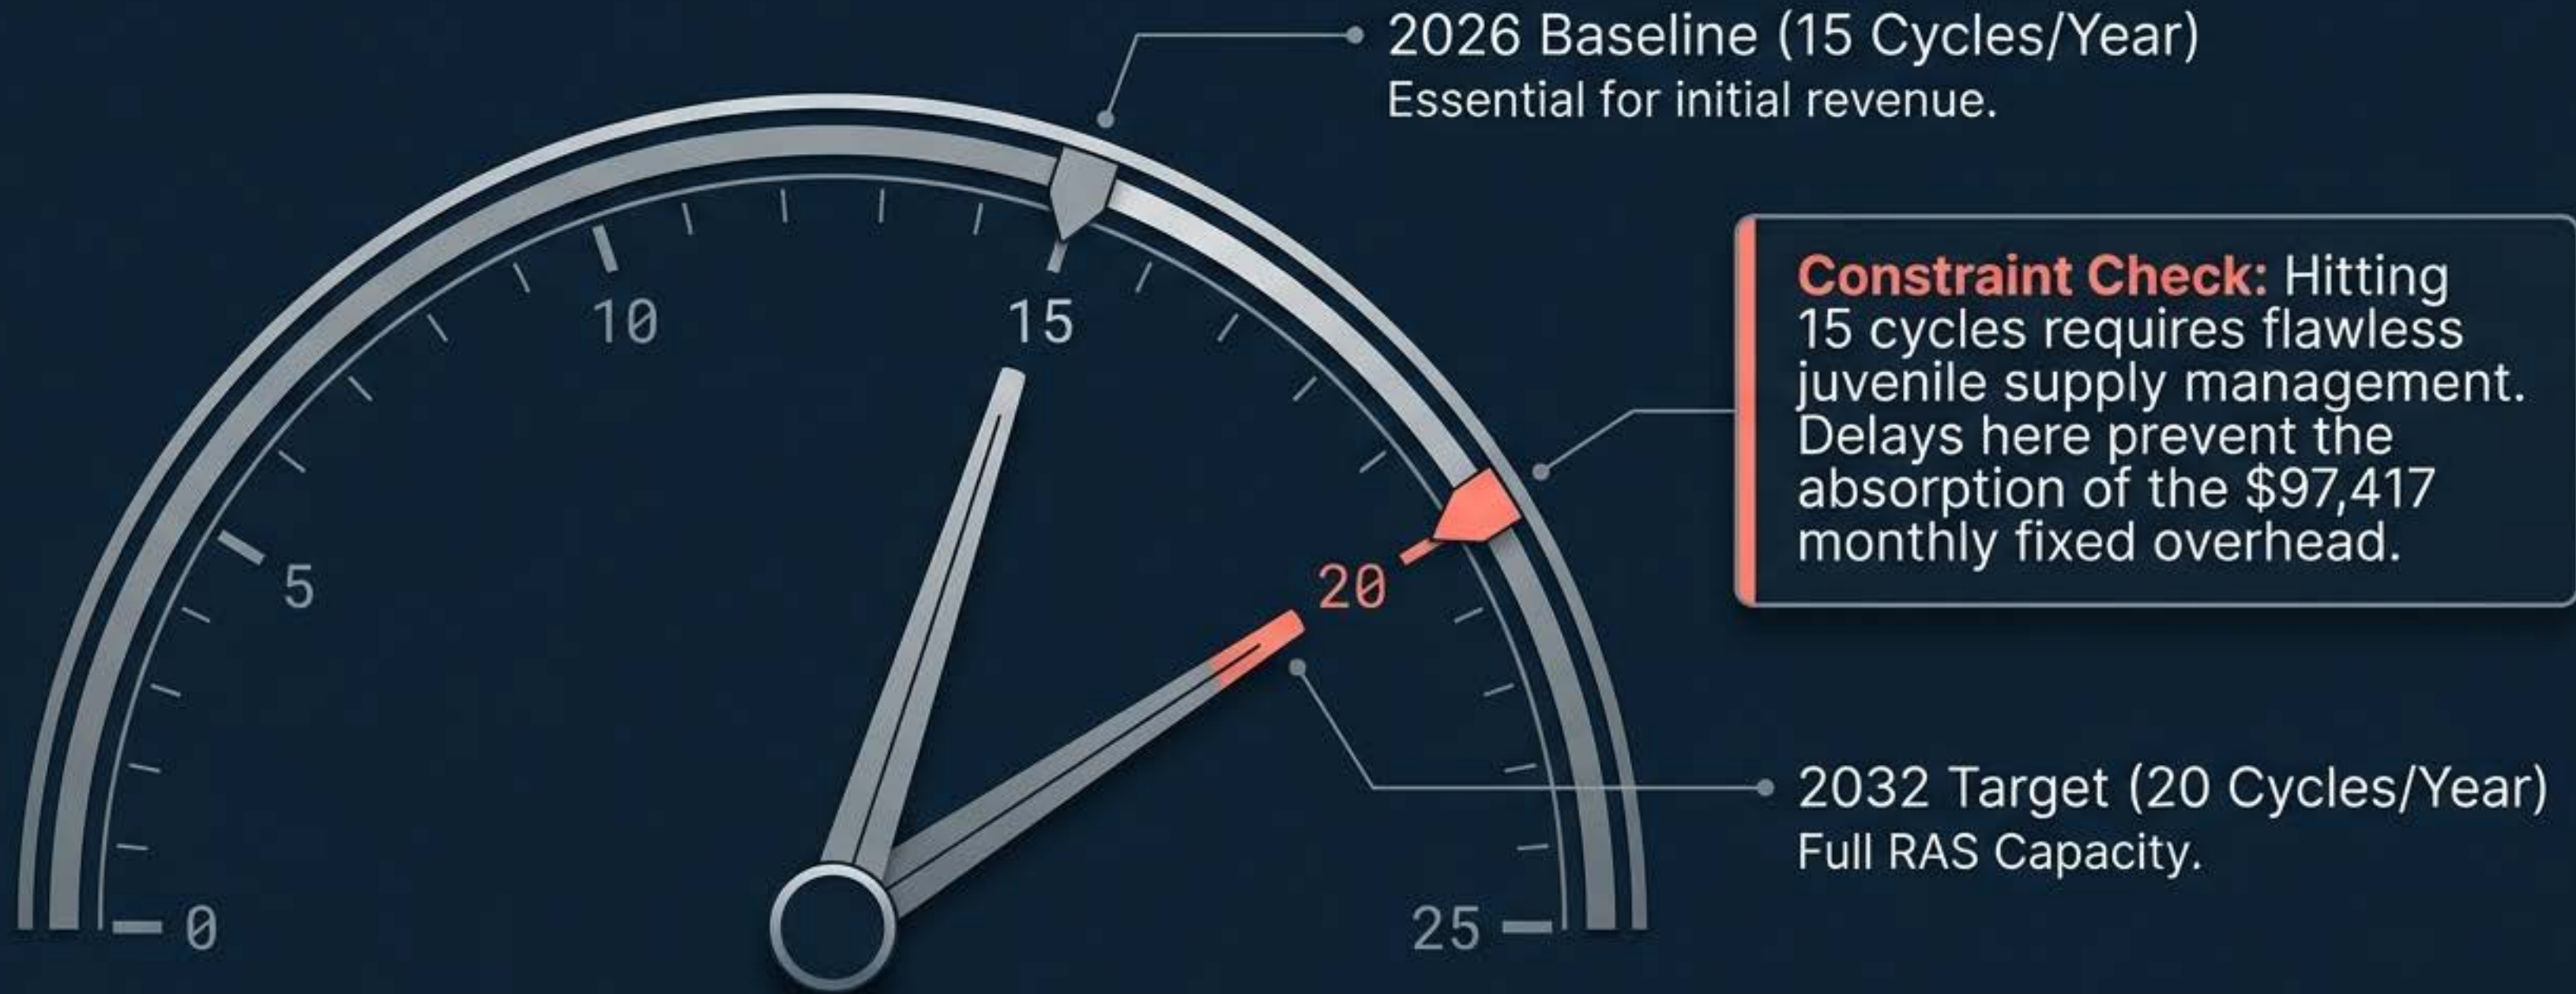 2026 Baseline (15 Cycles/Year)
Essential for initial revenue.
10
15
5
20
0
25
Constraint Check: Hitting
15 cycles requires flawless
juvenile supply management.
Delays here prevent the
absorption of the $97,417
monthly fixed overhead.
2032 Target (20 Cycles/Year)
Full RAS Capacity.